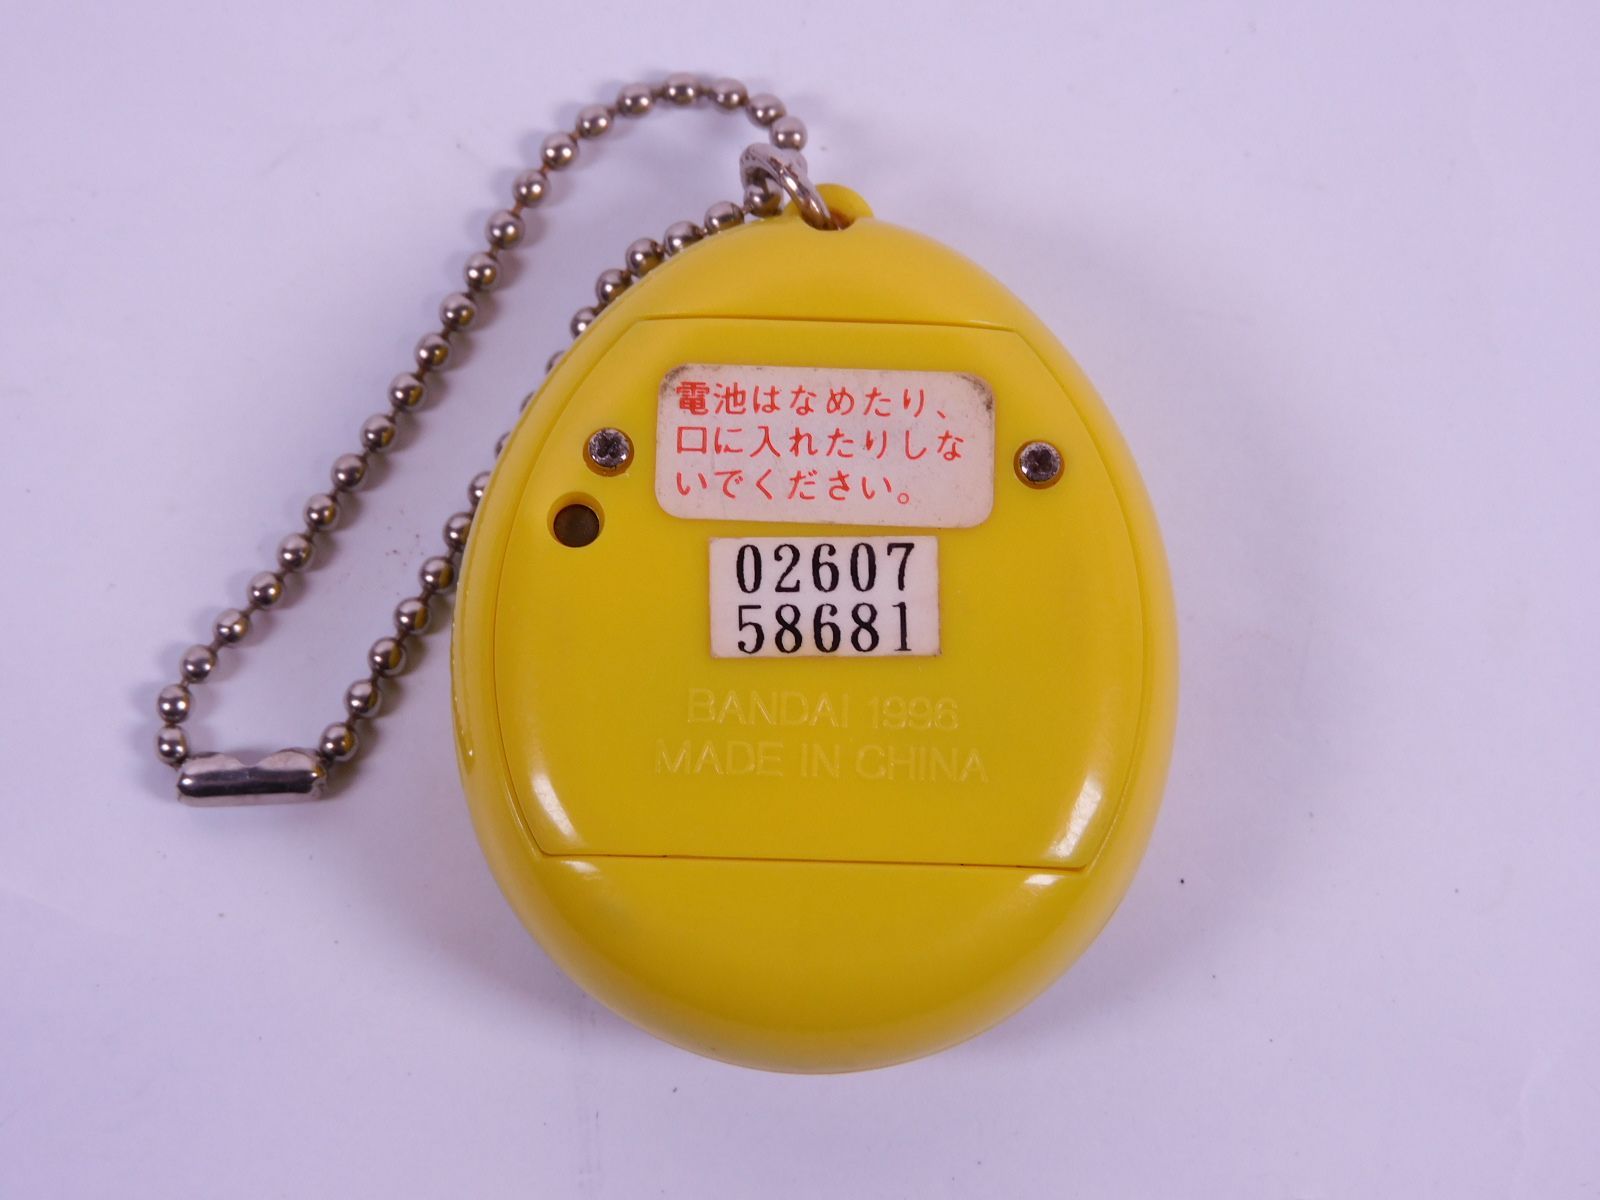 電池はなめたり、
口に入れたりしな
いでください。
02607
58681
BANDAI 1996
MADE IN CHINA